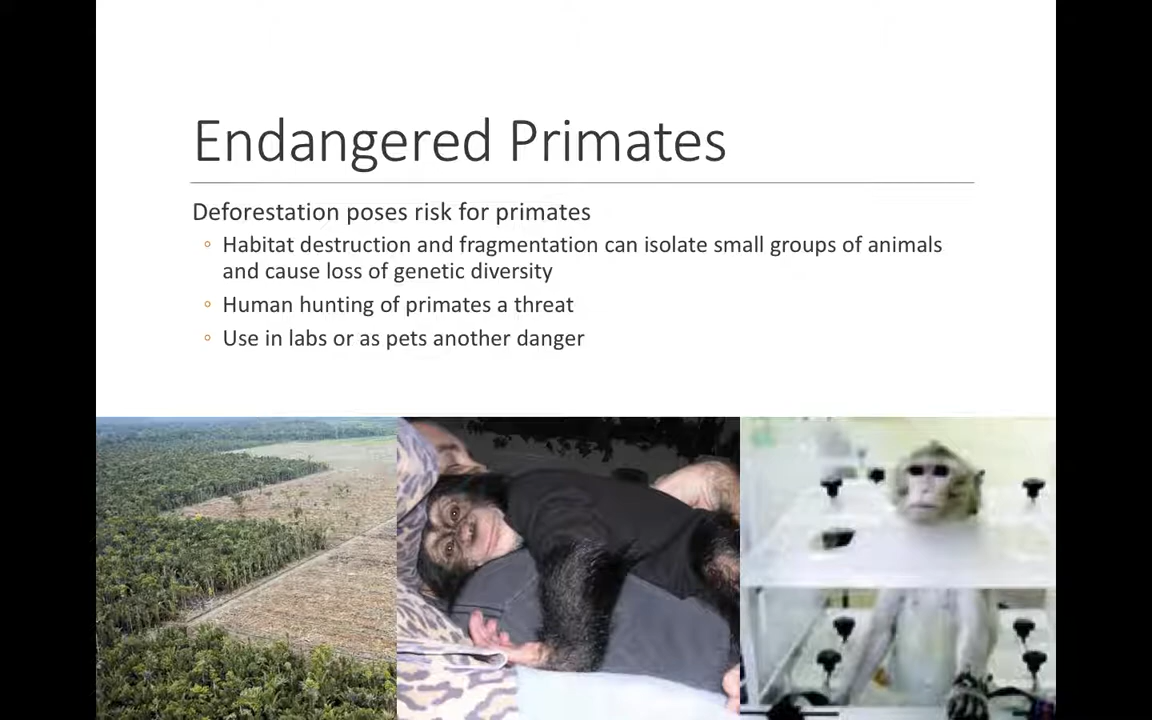 Endangered Primates
Deforestation poses risk for primates
◦ Habitat destruction and fragmentation can isolate small groups of animals
and cause loss of genetic diversity
◦ Human hunting of primates a threat
◦ Use in labs or as pets another danger